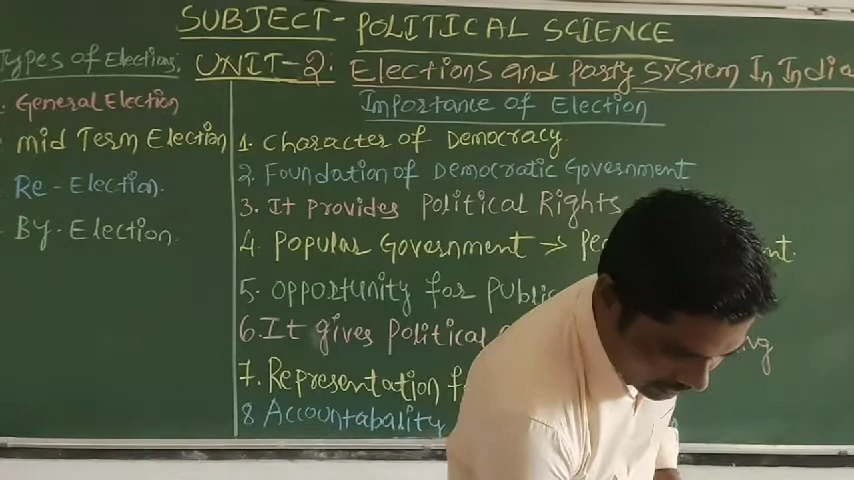 SUBJECT - POLITICAL SCIENCE
UNIT-2. Elections and Party System In India
Types of Election:
General Election
mid Term Election
Re-Election
By-Election
Importance of Election
1. Character of Democracy
2. Foundation of Democratic Government
3. It provides political Rights
4. popular Government →
5. opportunity for
6. It gives political
7. Representation
8 Accountability